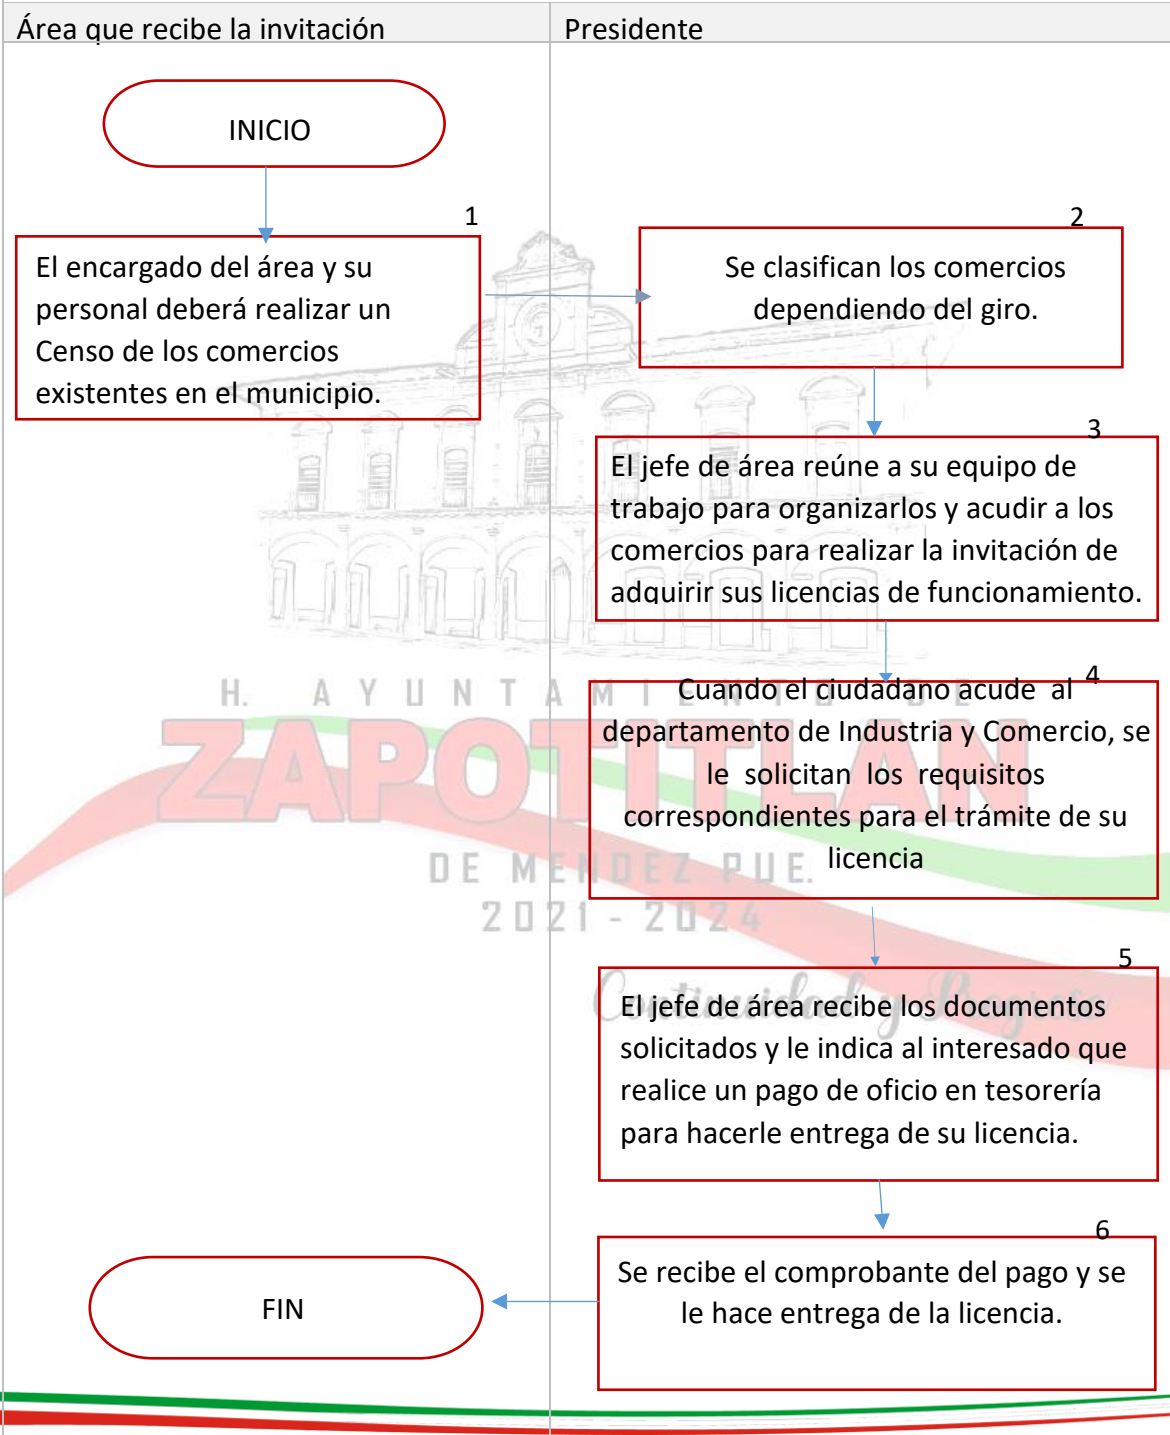 Área que recibe la invitación
Presidente
INICIO
1
El encargado del área y su
personal deberá realizar un
Censo de los comercios
existentes en el municipio.
2
Se clasifican los comercios
dependiendo del giro.
3
El jefe de área reúne a su equipo de
trabajo para organizarlos y acudir a los
comercios para realizar la invitación de
adquirir sus licencias de funcionamiento.
4
Cuando el ciudadano acude al
departamento de Industria y Comercio, se
le solicitan los requisitos
correspondientes para el trámite de su
licencia
5
El jefe de área recibe los documentos
solicitados y le indica al interesado que
realice un pago de oficio en tesorería
para hacerle entrega de su licencia.
6
Se recibe el comprobante del pago y se
le hace entrega de la licencia.
FIN
H. AYUNTAMIENTO DE
ZAPOTITLAN
DE MENDEZ PUE.
2021 - 2024
Continuidad y